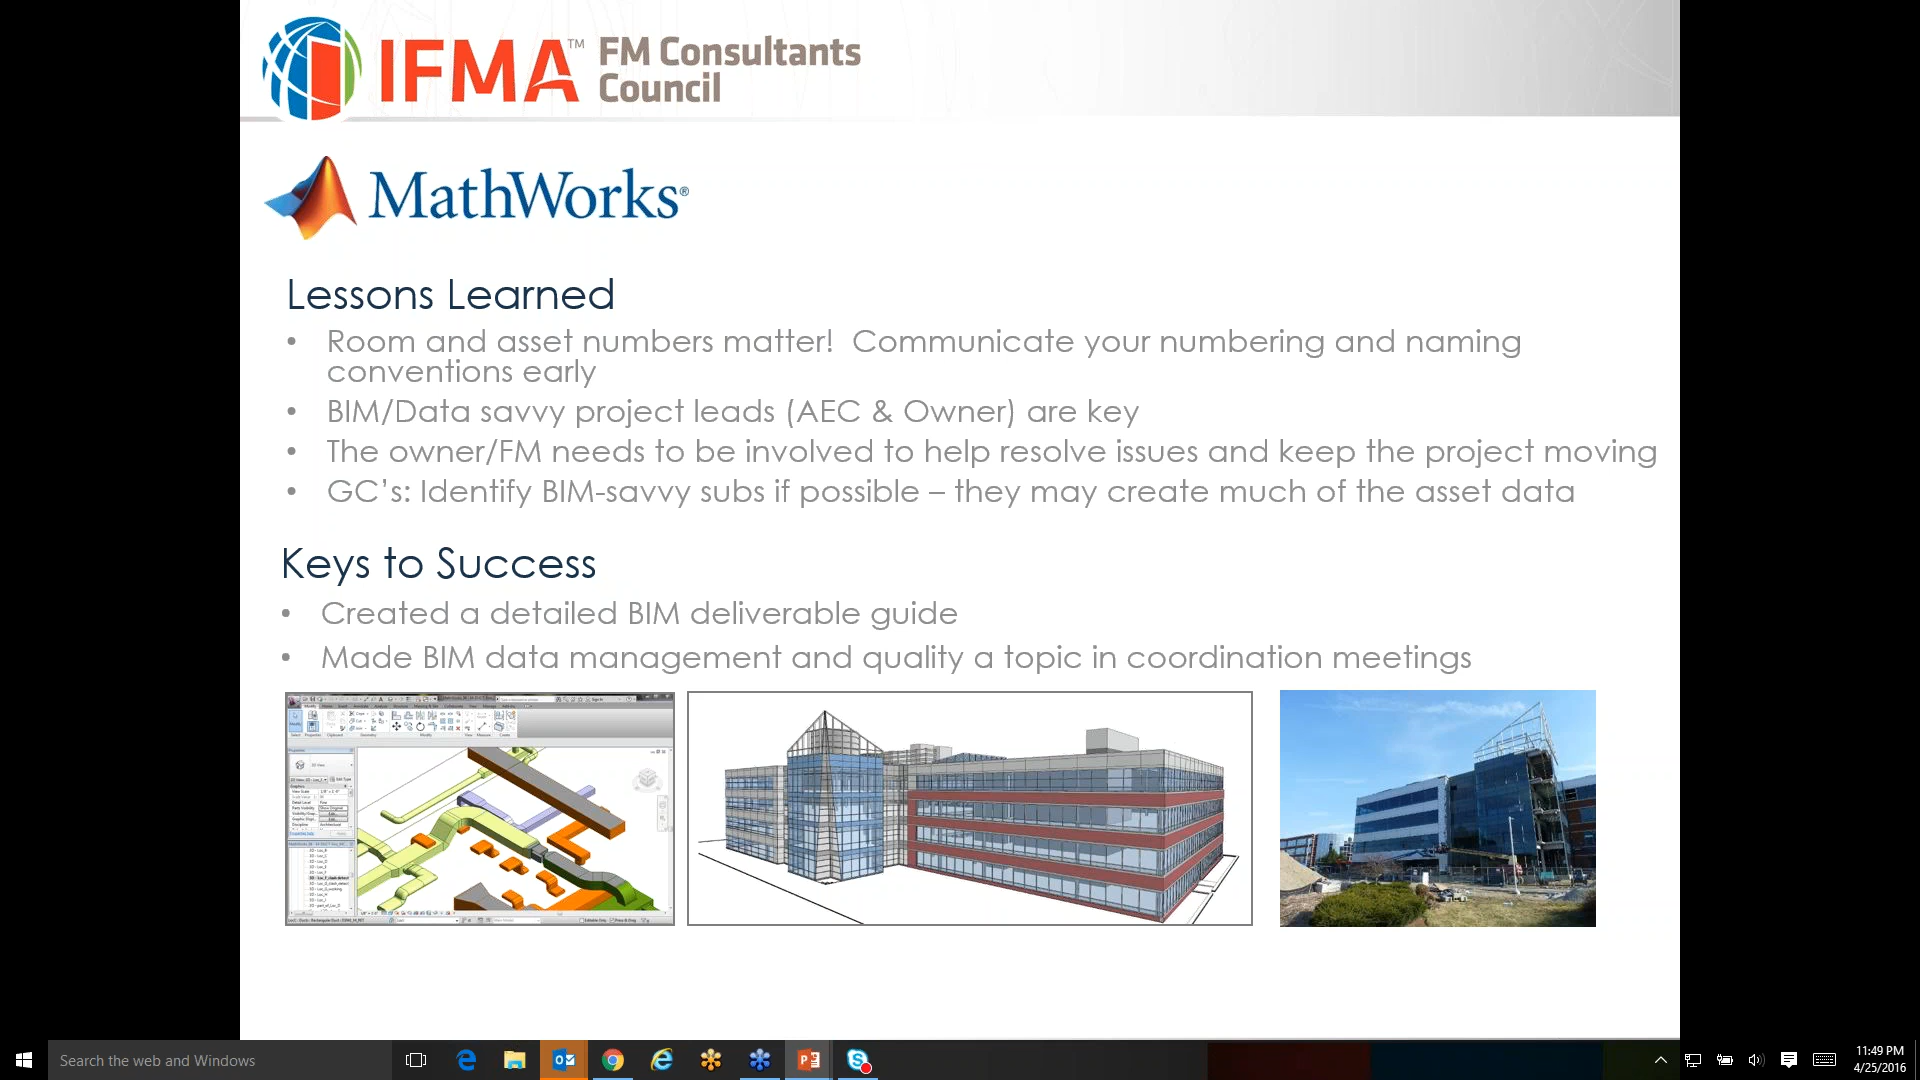 IFMA™ FM Consultants
Council
MathWorks®
Lessons Learned
• Room and asset numbers matter!  Communicate your numbering and naming
conventions early
• BIM/Data savvy project leads (AEC & Owner) are key
• The owner/FM needs to be involved to help resolve issues and keep the project moving
• GC’s: Identify BIM-savvy subs if possible – they may create much of the asset data
Keys to Success
• Created a detailed BIM deliverable guide
• Made BIM data management and quality a topic in coordination meetings
Search the web and Windows
11:49 PM
4/25/2016